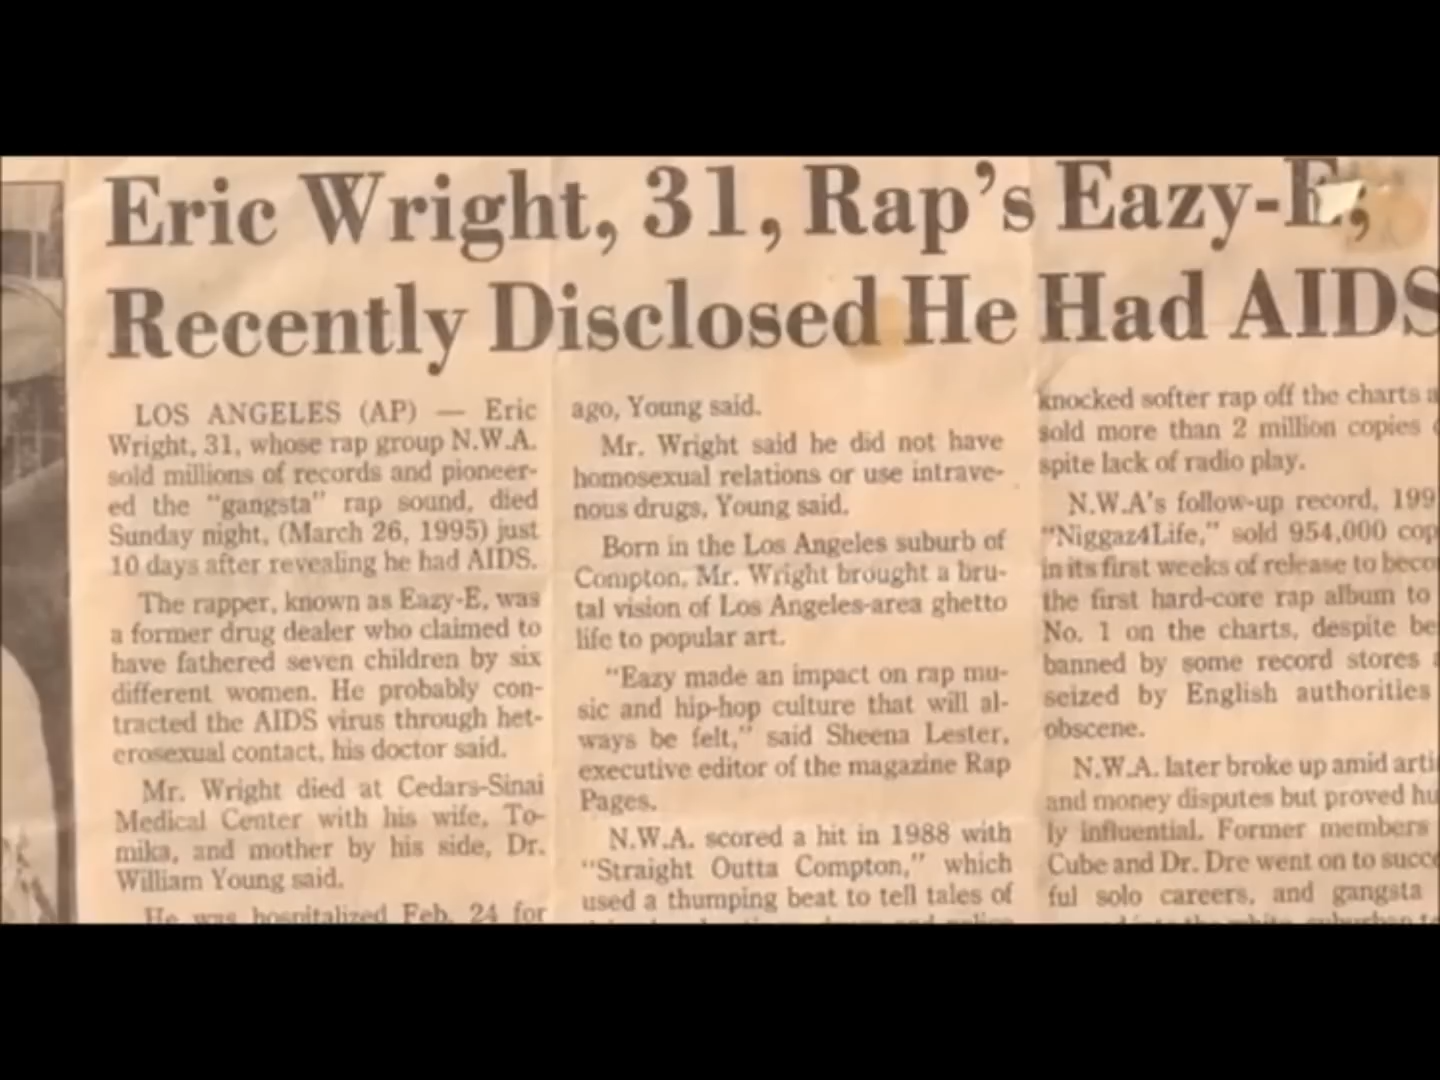 Eric Wright, 31, Rap's Eazy-E;
Recently Disclosed He Had AIDS
LOS ANGELES (AP) — Eric
Wright, 31, whose rap group N.W.A.
sold millions of records and pioneer-
ed the "gangsta" rap sound, died
Sunday night, (March 26, 1995) just
10 days after revealing he had AIDS.
The rapper, known as Eazy-E, was
a former drug dealer who claimed to
have fathered seven children by six
different women. He probably con-
tracted the AIDS virus through het-
erosexual contact, his doctor said.
Mr. Wright died at Cedars-Sinai
Medical Center with his wife, To-
mika, and mother by his side, Dr.
William Young said.
He was hospitalized Feb. 24 for
ago, Young said.
Mr. Wright said he did not have
homosexual relations or use intrave-
nous drugs, Young said.
Born in the Los Angeles suburb of
Compton, Mr. Wright brought a bru-
tal vision of Los Angeles-area ghetto
life to popular art.
"Eazy made an impact on rap mu-
sic and hip-hop culture that will al-
ways be felt," said Sheena Lester,
executive editor of the magazine Rap
Pages.
N.W.A. scored a hit in 1988 with
"Straight Outta Compton," which
used a thumping beat to tell tales of
knocked softer rap off the charts a
sold more than 2 million copies
spite lack of radio play.
N.W.A's follow-up record, 199
"Niggaz4Life," sold 954,000 cop
in its first weeks of release to beco
the first hard-core rap album to
No. 1 on the charts, despite be
banned by some record stores
seized by English authorities
obscene.
N.W.A. later broke up amid arti
and money disputes but proved hu
ly influential. Former members
Cube and Dr. Dre went on to succe
ful solo careers, and gangsta